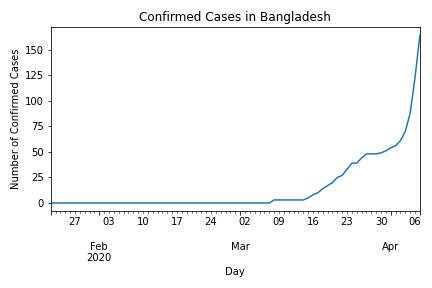 Confirmed Cases in Bangladesh
Number of Confirmed Cases
150
125
100
75
50
25
0
27 03 10 17 24 02 09 16 23 30 06
Feb Mar Apr
2020
Day